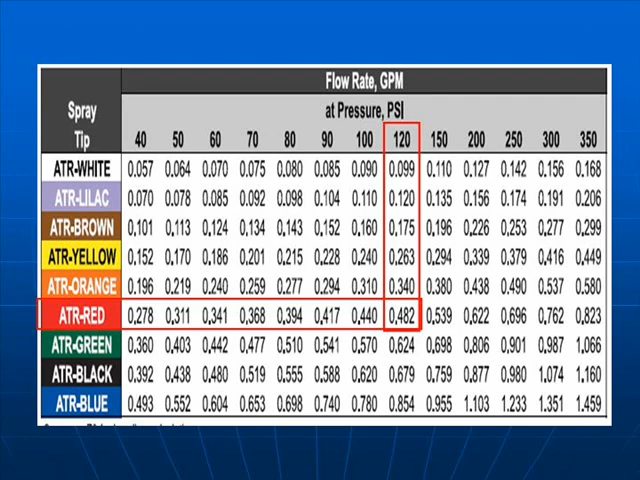 Flow Rate, GPM
Spray Tip
at Pressure, PSI
40 50 60 70 80 90 100 120 150 200 250 300 350
ATR-WHITE 0.057 0.064 0.070 0.075 0.080 0.085 0.090 0.099 0.110 0.127 0.142 0.156 0.168
ATR-LILAC 0.070 0.078 0.085 0.092 0.098 0.104 0.110 0.120 0.135 0.156 0.174 0.191 0.206
ATR-BROWN 0.101 0.113 0.124 0.134 0.143 0.152 0.160 0.175 0.196 0.226 0.253 0.277 0.299
ATR-YELLOW 0.152 0.170 0.186 0.201 0.215 0.228 0.240 0.263 0.294 0.339 0.379 0.416 0.449
ATR-ORANGE 0.196 0.219 0.240 0.259 0.277 0.294 0.310 0.340 0.380 0.438 0.490 0.537 0.580
ATR-RED 0.278 0.311 0.341 0.368 0.394 0.417 0.440 0.482 0.539 0.622 0.696 0.762 0.823
ATR-GREEN 0.360 0.403 0.442 0.477 0.510 0.541 0.570 0.624 0.698 0.806 0.901 0.987 1.066
ATR-BLACK 0.392 0.438 0.480 0.519 0.555 0.588 0.620 0.679 0.759 0.877 0.980 1.074 1.160
ATR-BLUE 0.493 0.552 0.604 0.653 0.698 0.740 0.780 0.854 0.955 1.103 1.233 1.351 1.459